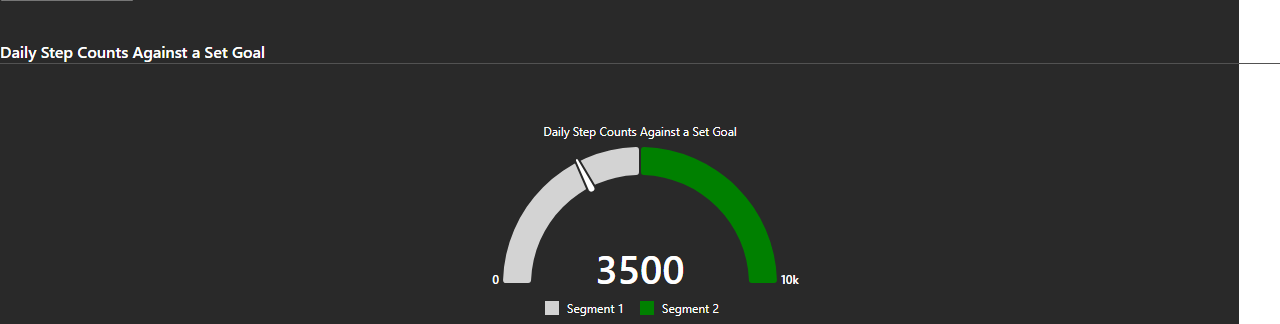 Daily Step Counts Against a Set Goal
Daily Step Counts Against a Set Goal
3500
0
10k
Segment 1
Segment 2